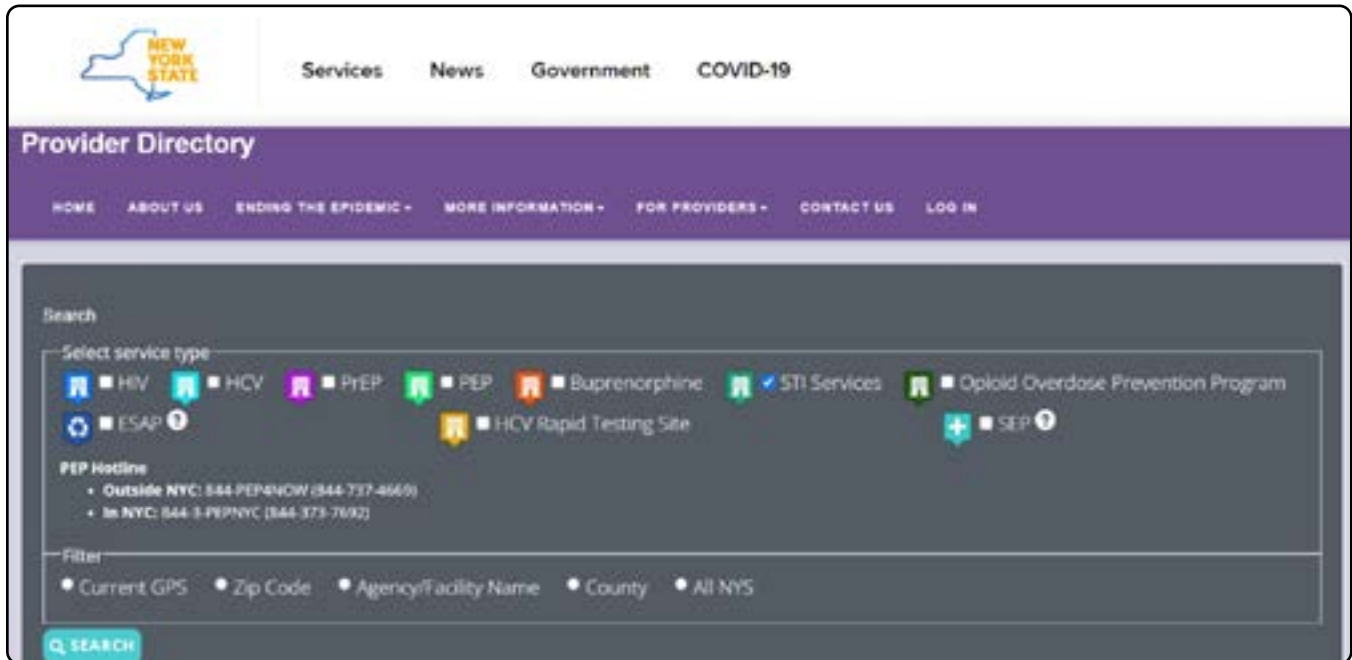 NEW
YORK
STATE
Services News Government COVID-19
Provider Directory
HOME ABOUT US ENDING THE EPIDEMIC MORE INFORMATION FOR PROVIDERS CONTACT US LOG IN
Search
Select service type
HIV HCV PrEP PEP Buprenorphine STI Services Opioid Overdose Prevention Program
ESAP ? HCV Rapid Testing Site SEP ?
PEP Hotline
• Outside NYC: 844-PEP4NOW (844-737-4669)
• In NYC: 844-3-PEPNYC (844-373-7692)
Filter
Current GPS Zip Code Agency/Facility Name County All NYS
SEARCH